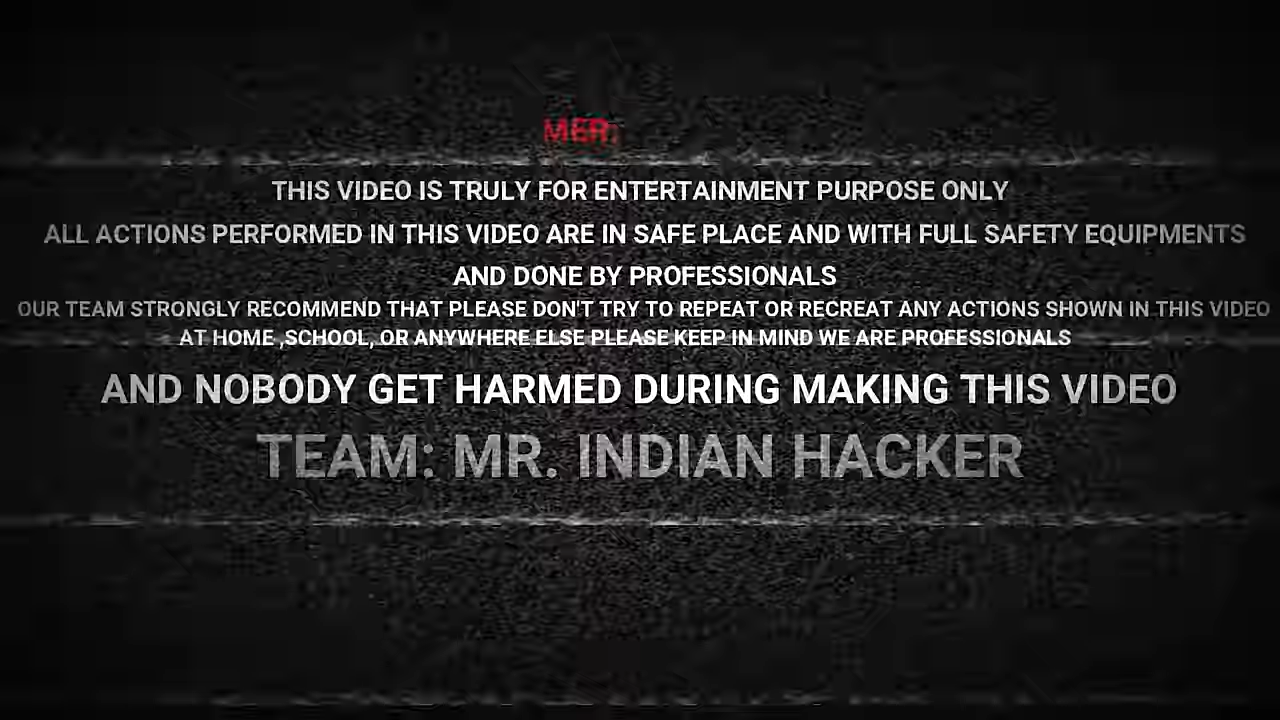 THIS VIDEO IS TRULY FOR ENTERTAINMENT PURPOSE ONLY
ALL ACTIONS PERFORMED IN THIS VIDEO ARE IN SAFE PLACE AND WITH FULL SAFETY EQUIPMENTS
AND DONE BY PROFESSIONALS
OUR TEAM STRONGLY RECOMMEND THAT PLEASE DON'T TRY TO REPEAT OR RECREAT ANY ACTIONS SHOWN IN THIS VIDEO
AT HOME ,SCHOOL, OR ANYWHERE ELSE PLEASE KEEP IN MIND WE ARE PROFESSIONALS
AND NOBODY GET HARMED DURING MAKING THIS VIDEO
TEAM: MR. INDIAN HACKER